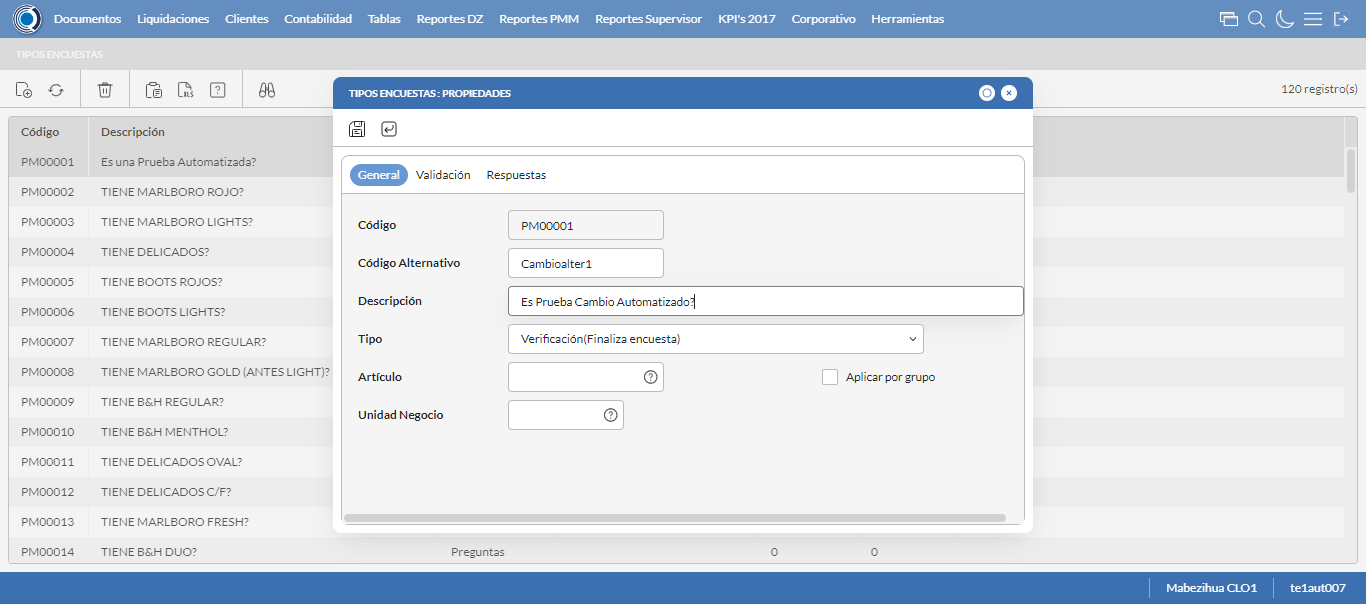 Documentos Liquidaciones Clientes Contabilidad Tablas Reportes DZ Reportes PMM Reportes Supervisor KPI's 2017 Corporativo Herramientas
TIPOS ENCUESTAS
XLS
120 registro(s)
TIPOS ENCUESTAS : PROPIEDADES
General Validación Respuestas
Código PM00001
Código Alternativo Cambioalter1
Descripción Es Prueba Cambio Automatizado?
Tipo Verificación(Finaliza encuesta)
Artículo Aplicar por grupo
Unidad Negocio
Código Descripción
PM00001 Es una Prueba Automatizada?
PM00002 TIENE MARLBORO ROJO?
PM00003 TIENE MARLBORO LIGHTS?
PM00004 TIENE DELICADOS?
PM00005 TIENE BOOTS ROJOS?
PM00006 TIENE BOOTS LIGHTS?
PM00007 TIENE MARLBORO REGULAR?
PM00008 TIENE MARLBORO GOLD (ANTES LIGHT)?
PM00009 TIENE B&H REGULAR?
PM00010 TIENE B&H MENTHOL?
PM00011 TIENE DELICADOS OVAL?
PM00012 TIENE DELICADOS C/F?
PM00013 TIENE MARLBORO FRESH?
PM00014 TIENE B&H DUO? Preguntas 0 0
Mabezihua CLO1 te1aut007